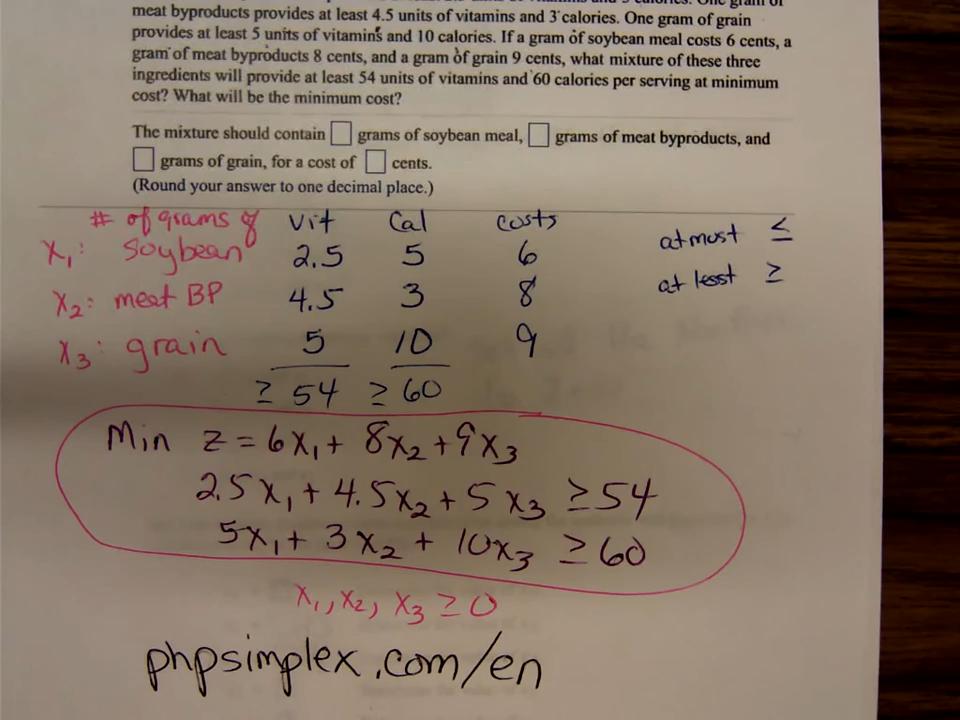 meat byproducts provides at least 4.5 units of vitamins and 3 calories. One gram of grain
provides at least 5 units of vitamins and 10 calories. If a gram of soybean meal costs 6 cents, a
gram of meat byproducts 8 cents, and a gram of grain 9 cents, what mixture of these three
ingredients will provide at least 54 units of vitamins and 60 calories per serving at minimum
cost? What will be the minimum cost?
The mixture should contain grams of soybean meal, grams of meat byproducts, and
grams of grain, for a cost of cents.
(Round your answer to one decimal place.)
# of grams of Vit Cal costs
x₁: Soybean 2.5 5 6
x₂: meat BP 4.5 3 8
x₃: grain 5 10 9
≥ 54 ≥ 60
at most ≤
at least ≥
Min z = 6x₁ + 8x₂ + 9x₃
2.5x₁ + 4.5x₂ + 5x₃ ≥ 54
5x₁ + 3x₂ + 10x₃ ≥ 60
x₁, x₂, x₃ ≥ 0
phpsimplex.com/en